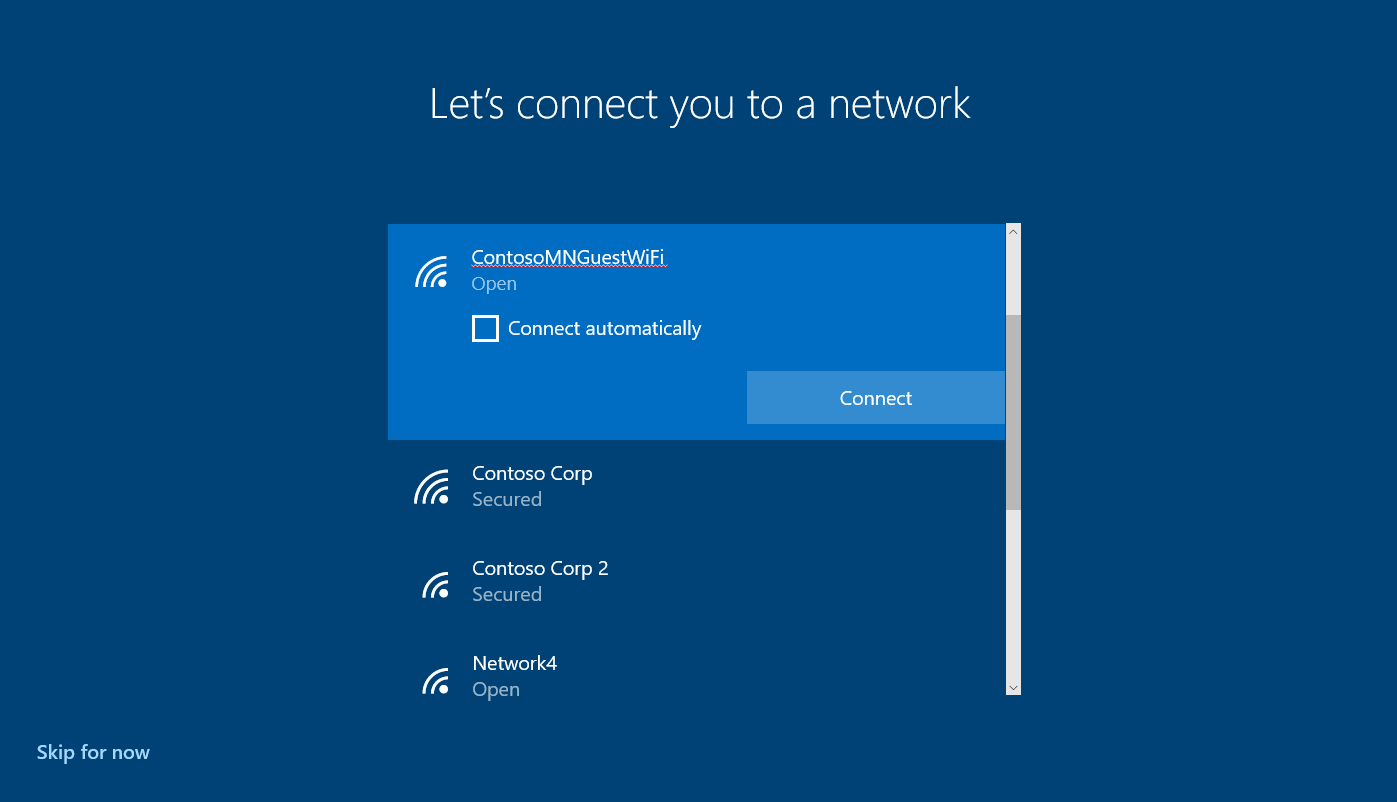 Let's connect you to a network
ContosoMNGuestWiFi
Open
Connect automatically
Connect
Contoso Corp
Secured
Contoso Corp 2
Secured
Network4
Open
Skip for now